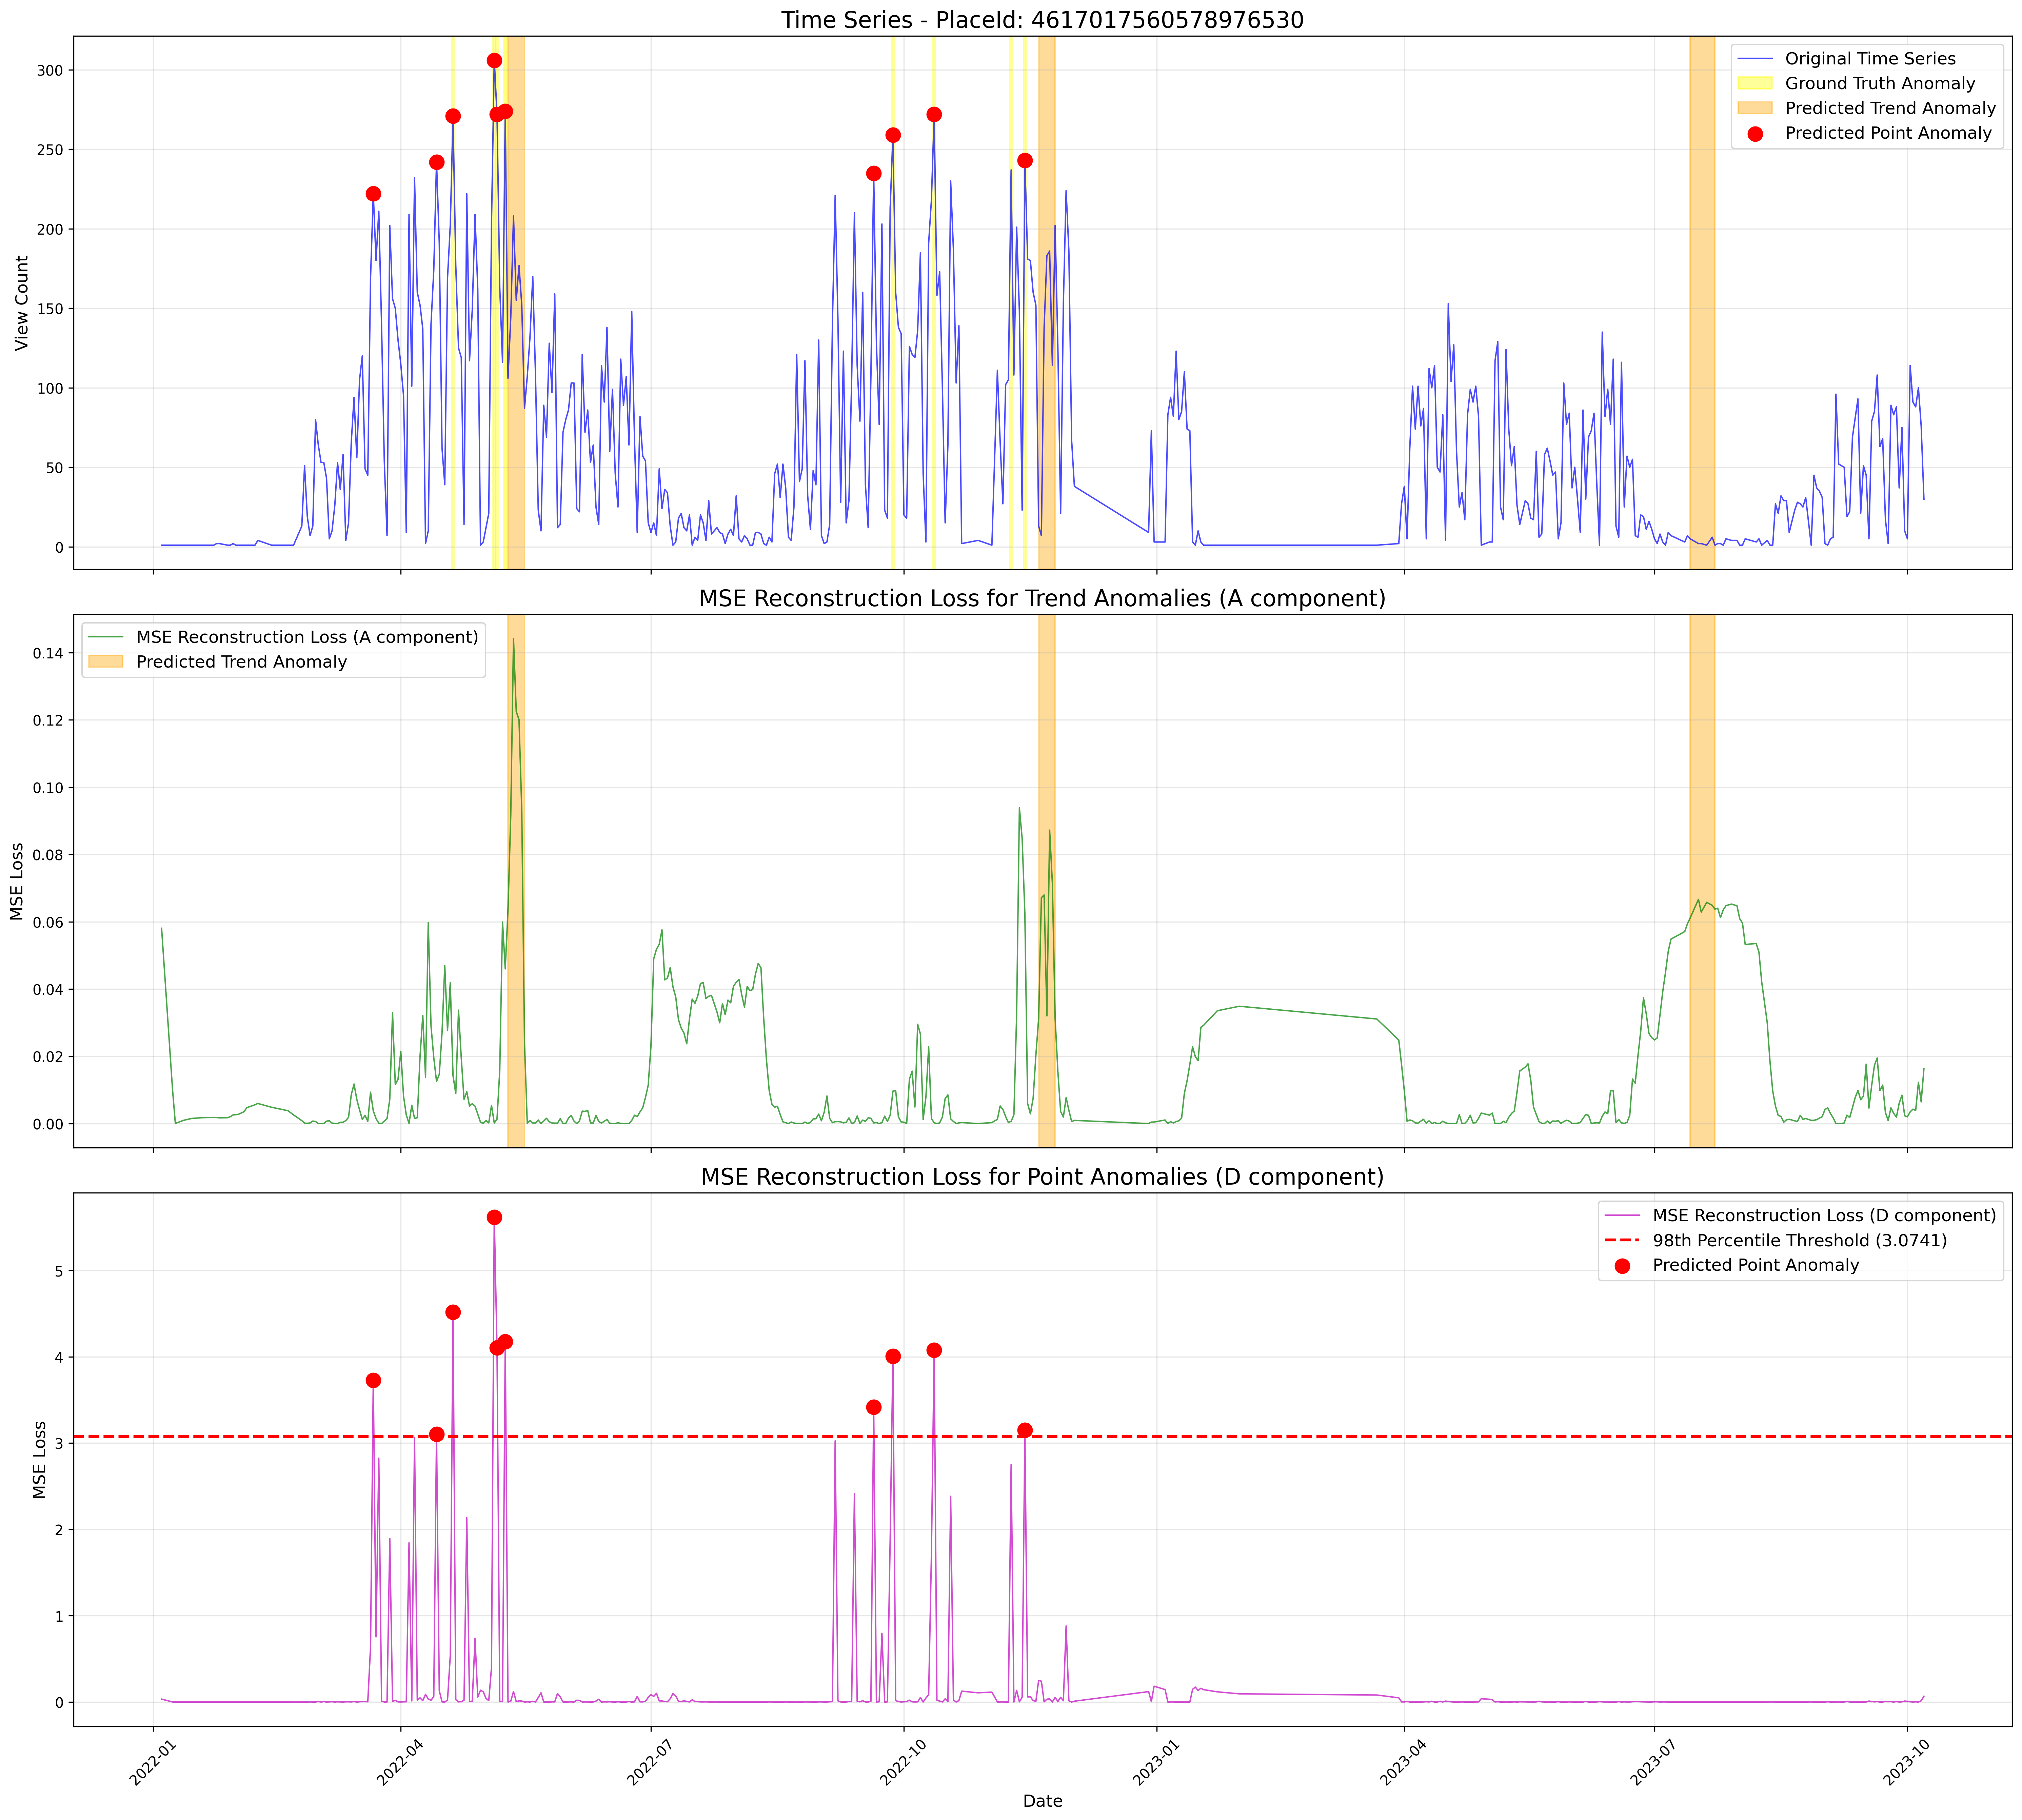 Time Series - PlaceId: 4617017560578976530
300
250
200
150
100
50
0
View Count
Original Time Series
Ground Truth Anomaly
Predicted Trend Anomaly
Predicted Point Anomaly
MSE Reconstruction Loss for Trend Anomalies (A component)
0.14
0.12
0.10
0.08
0.06
0.04
0.02
0.00
MSE Loss
MSE Reconstruction Loss (A component)
Predicted Trend Anomaly
MSE Reconstruction Loss for Point Anomalies (D component)
5
4
3
2
1
0
MSE Loss
MSE Reconstruction Loss (D component)
98th Percentile Threshold (3.0741)
Predicted Point Anomaly
2022-01
2022-04
2022-07
2022-10
2023-01
2023-04
2023-07
2023-10
Date